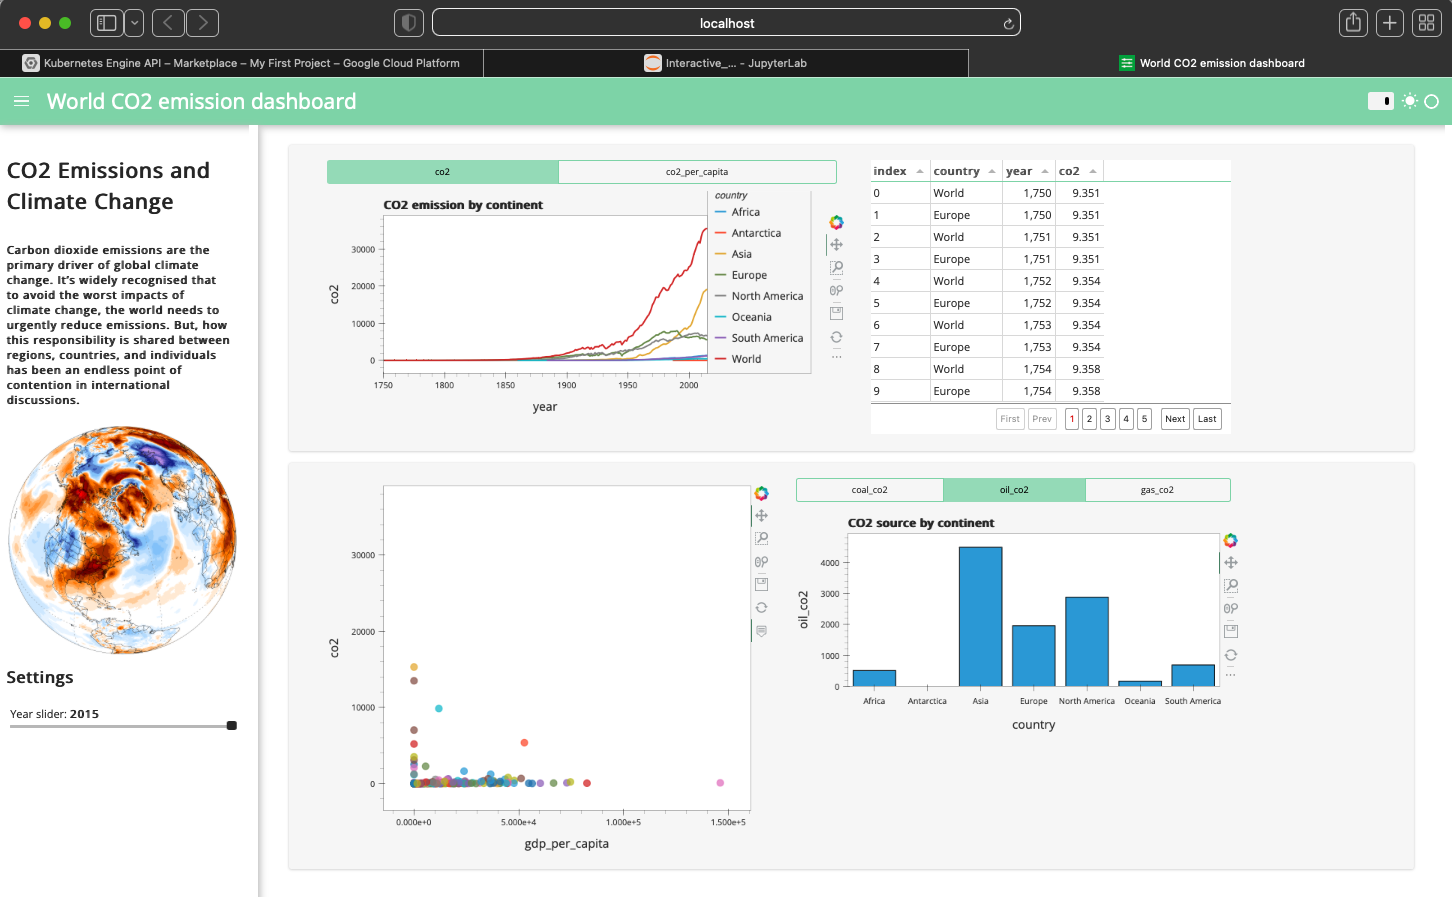 localhost
Kubernetes Engine API – Marketplace – My First Project – Google Cloud Platform
Interactive_... - JupyterLab
World CO2 emission dashboard
World CO2 emission dashboard
CO2 Emissions and
Climate Change
Carbon dioxide emissions are the
primary driver of global climate
change. It's widely recognised that
to avoid the worst impacts of
climate change, the world needs to
urgently reduce emissions. But, how
this responsibility is shared between
regions, countries, and individuals
has been an endless point of
contention in international
discussions.
Settings
Year slider: 2015
co2
co2_per_capita
CO2 emission by continent
co2
30000
20000
10000
0
1750 1800 1850 1900 1950 2000
year
country
Africa
Antarctica
Asia
Europe
North America
Oceania
South America
World
index country year co2
0 World 1,750 9.351
1 Europe 1,750 9.351
2 World 1,751 9.351
3 Europe 1,751 9.351
4 World 1,752 9.354
5 Europe 1,752 9.354
6 World 1,753 9.354
7 Europe 1,753 9.354
8 World 1,754 9.358
9 Europe 1,754 9.358
First Prev 1 2 3 4 5 Next Last
co2
30000
20000
10000
0
0.000e+0 5.000e+4 1.000e+5 1.500e+5
gdp_per_capita
coal_co2
oil_co2
gas_co2
CO2 source by continent
oil_co2
4000
3000
2000
1000
0
Africa Antarctica Asia Europe North America Oceania South America
country